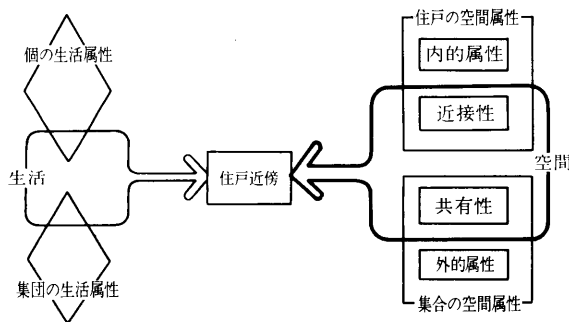 個の生活属性
生活
集団の生活属性
住戸近傍
住戸の空間属性
内的属性
近接性
空間
共有性
外的属性
集合の空間属性